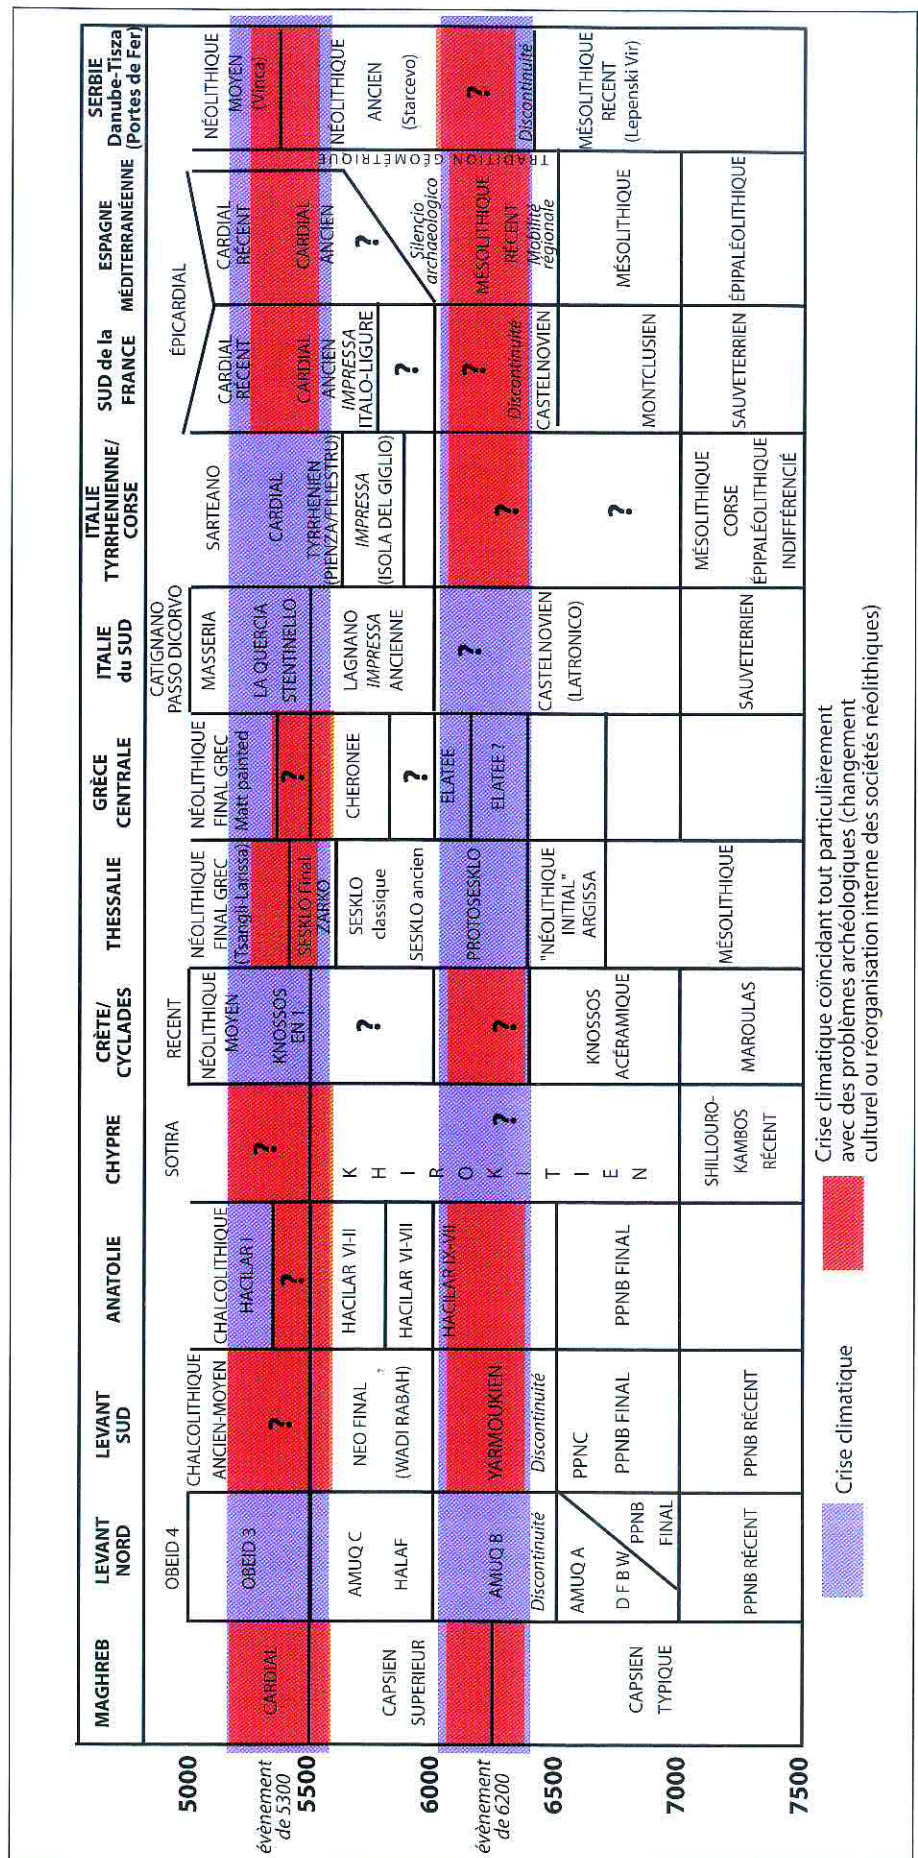 MAGHREB
LEVANT
NORD
LEVANT
SUD
ANATOLIE
CHYPRE
CRÈTE/
CYCLADES
THESSALIE
GRÈCE
CENTRALE
ITALIE
du SUD
ITALIE
TYRRHENIENNE/
CORSE
SUD de la
FRANCE
ESPAGNE
MÉDITERRANÉENNE
SERBIE
Danube-Tisza
(Portes de Fer)
5000
évènement
de 5300
5500
6000
évènement
de 6200
6500
7000
7500
CARDIAL
CAPSIEN
SUPERIEUR
CAPSIEN
TYPIQUE
OBEID 4
OBEID 3
AMUQ C
HALAF
AMUQ B
Discontinuité
AMUQ A
D F B W
PPNB
FINAL
PPNB RÉCENT
CHALCOLITHIQUE
ANCIEN-MOYEN
?
NEO FINAL
,
(WADI RABAH)
YARMOUKIEN
Discontinuité
PPNC
PPNB FINAL
PPNB RÉCENT
CHALCOLITHIQUE
HACILAR I
?
HACILAR VI-II
HACILAR VI-VII
HACILAR IX-VII
PPNB FINAL
SOTIRA
?
K
H
I
R
O
K
I
T
I
E
N
?
SHILLOURO-
KAMBOS
RÉCENT
RECENT
NÉOLITHIQUE
MOYEN
KNOSSOS
EN 1
?
?
KNOSSOS
ACÉRAMIQUE
MAROULAS
NÉOLITHIQUE
FINAL GREC
(Tsangli-Larissa)
SESKLO Final
ZARKO
SESKLO
classique
SESKLO ancien
PROTOSESKLO
"NÉOLITHIQUE
INITIAL"
ARGISSA
MÉSOLITHIQUE
NÉOLITHIQUE
FINAL GREC
Matt painted
?
CHERONEE
?
ELATEE
ELATEE ?
CATIGNANO
PASSO DICORVO
MASSERIA
LA QUERCIA
STENTINELLO
LAGNANO
IMPRESSA
ANCIENNE
?
CASTELNOVIEN
(LATRONICO)
SAUVETERRIEN
SARTEANO
CARDIAL
TYRRHENIEN
(PIENZA/FILIESTRU)
IMPRESSA
(ISOLA DEL GIGLIO)
?
?
MÉSOLITHIQUE
CORSE
ÉPIPALÉOLITHIQUE
INDIFFÉRENCIÉ
ÉPICARDIAL
CARDIAL
RÉCENT
CARDIAL
ANCIEN
IMPRESSA
ITALO-LIGURE
?
?
Discontinuité
CASTELNOVIEN
MONTCLUSIEN
SAUVETERRIEN
CARDIAL
RÉCENT
CARDIAL
ANCIEN
?
Silençio
archaeologico
MESOLITHIQUE
RÉCENT
Mobilité
régionale
MÉSOLITHIQUE
ÉPIPALÉOLITHIQUE
TRADITION GÉOMÉTRIQUE
NÉOLITHIQUE
MOYEN
(Vinca)
NÉOLITHIQUE
ANCIEN
(Starcevo)
?
Discontinuité
MÉSOLITHIQUE
RECENT
(Lepenski Vir)
Crise climatique
Crise climatique coïncidant tout particulièrement
avec des problèmes archéologiques (changement
culturel ou réorganisation interne des sociétés néolithiques)